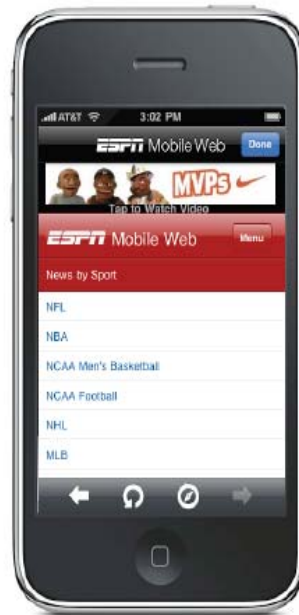 AT&T 3:02 PM
ESPN Mobile Web Done
MVPs
Tap to Watch Video
ESPN Mobile Web Menu
News by Sport
NFL
NBA
NCAA Men's Basketball
NCAA Football
NHL
MLB